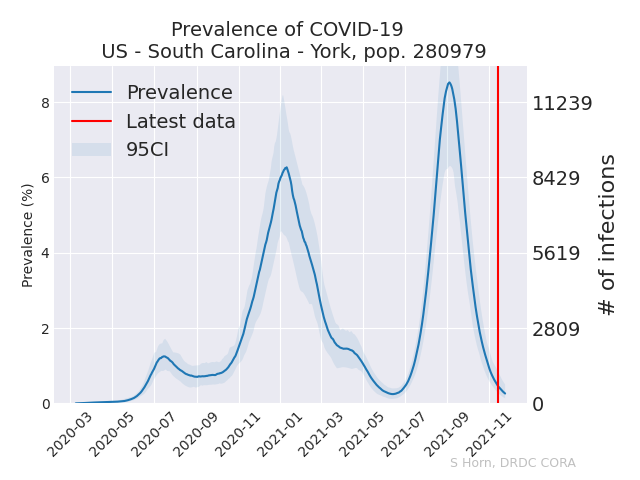 Prevalence of COVID-19
US - South Carolina - York, pop. 280979
Prevalence
Latest data
95CI
Prevalence (%)
8
6
4
2
0
11239
8429
5619
2809
0
# of infections
2020-03
2020-05
2020-07
2020-09
2020-11
2021-01
2021-03
2021-05
2021-07
2021-09
2021-11
S Horn, DRDC CORA